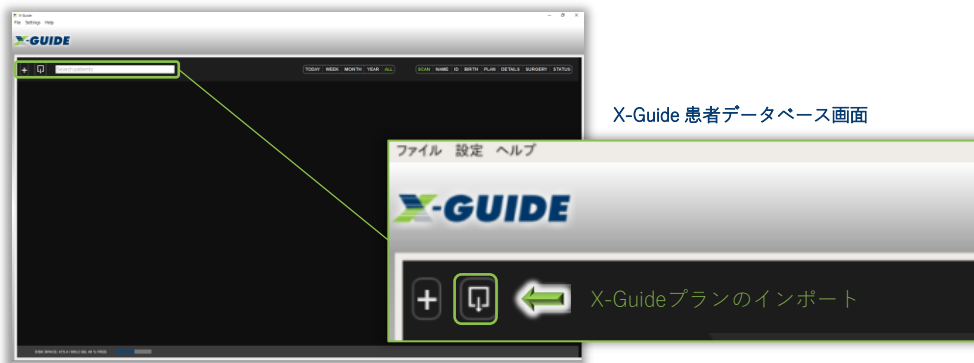 X-Guide
File Settings Help
X-GUIDE
Search patients
TODAY WEEK MONTH YEAR ALL
SCAN NAME ID BIRTH PLAN DETAILS SURGERY STATUS
X-Guide 患者データベース画面
ファイル 設定 ヘルプ
X-GUIDE
X-Guideプランのインポート